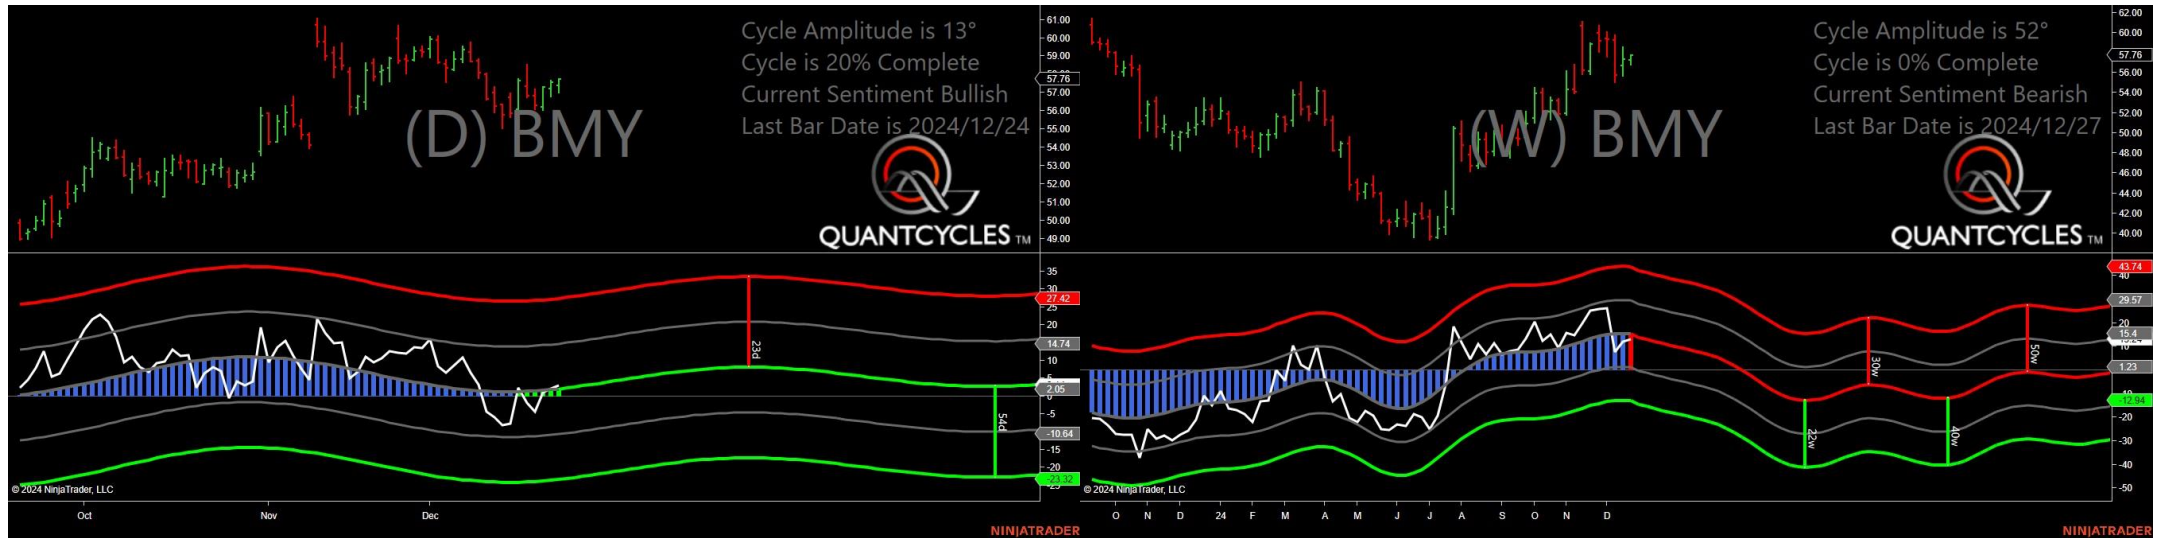 Cycle Amplitude is 13°
Cycle is 20% Complete
Current Sentiment Bullish
Last Bar Date is 2024/12/24
(D) BMY
QUANTCYCLES TM
61.00
60.00
59.00
57.76
57.00
56.00
55.00
54.00
53.00
52.00
51.00
50.00
49.00
35
30
27.42
25
20
14.74
10
5
2.05
0
-5
-10.64
-15
-20
-23.32
23d
54d
© 2024 NinjaTrader, LLC
Oct Nov Dec
NINJATRADER
Cycle Amplitude is 52°
Cycle is 0% Complete
Current Sentiment Bearish
Last Bar Date is 2024/12/27
(W) BMY
QUANTCYCLES TM
62.00
60.00
57.76
56.00
54.00
52.00
50.00
48.00
46.00
44.00
42.00
40.00
43.74
40
29.57
20
15.4
1.23
-10
-12.94
-20
-30
-40
-50
30w
50w
22w
40w
© 2024 NinjaTrader, LLC
O N D 24 F M A M J J A S O N D
NINJATRADER